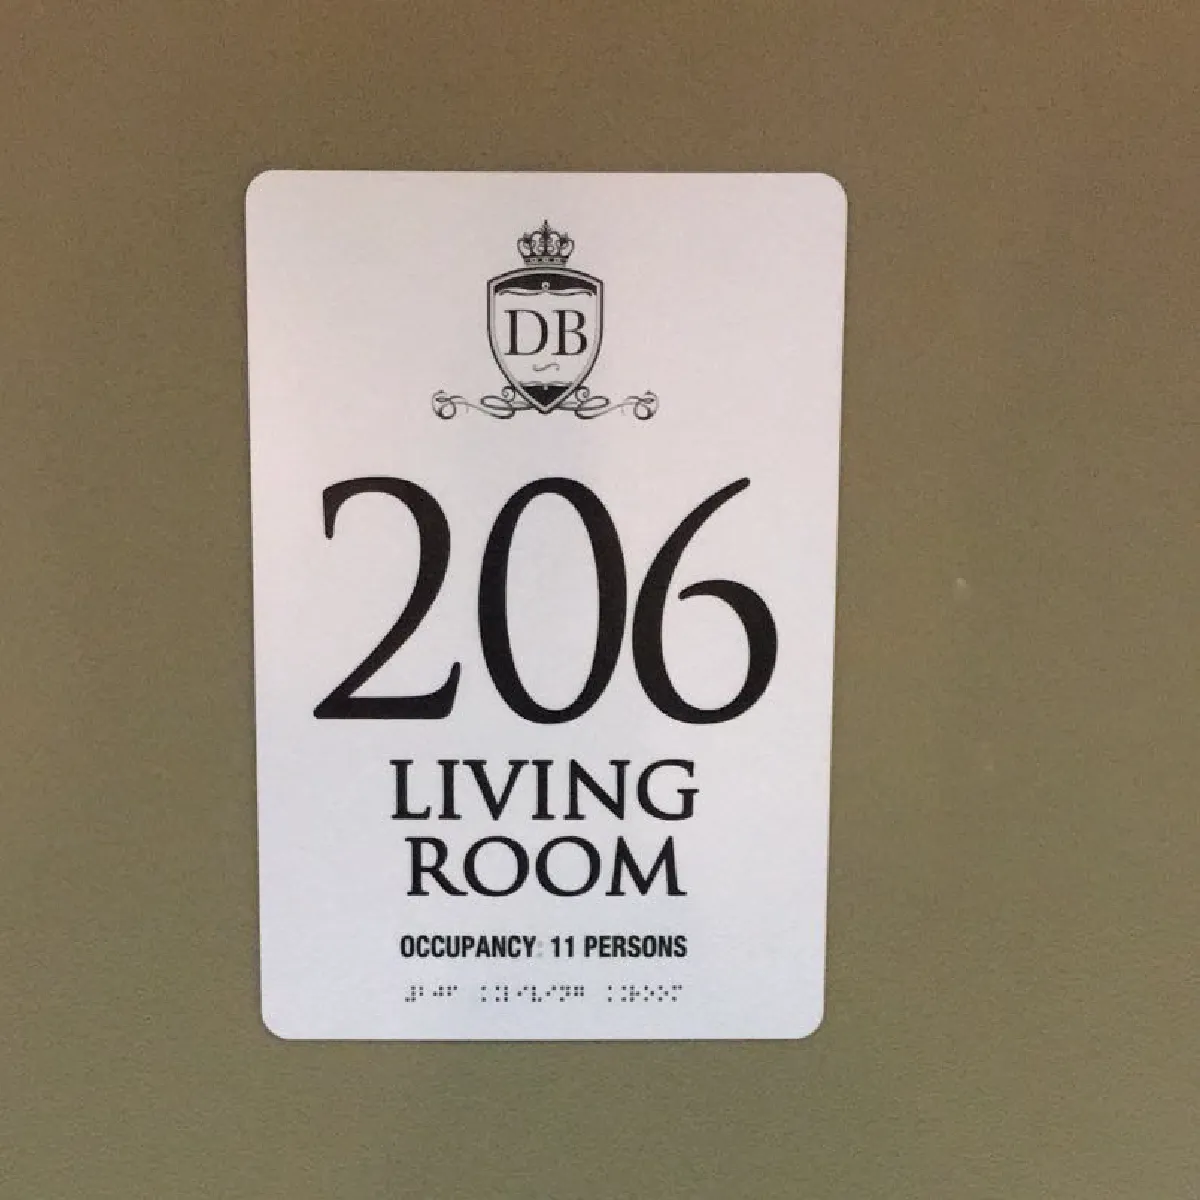 DB
206
LIVING
ROOM
OCCUPANCY: 11 PERSONS